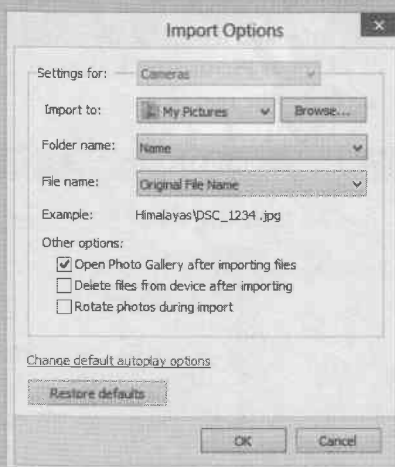 Import Options
Settings for: Cameras
Import to: My Pictures Browse...
Folder name: Name
File name: Original File Name
Example: Himalayas\DSC_1234 .jpg
Other options:
Open Photo Gallery after importing files
Delete files from device after importing
Rotate photos during import
Change default autoplay options
Restore defaults
OK Cancel